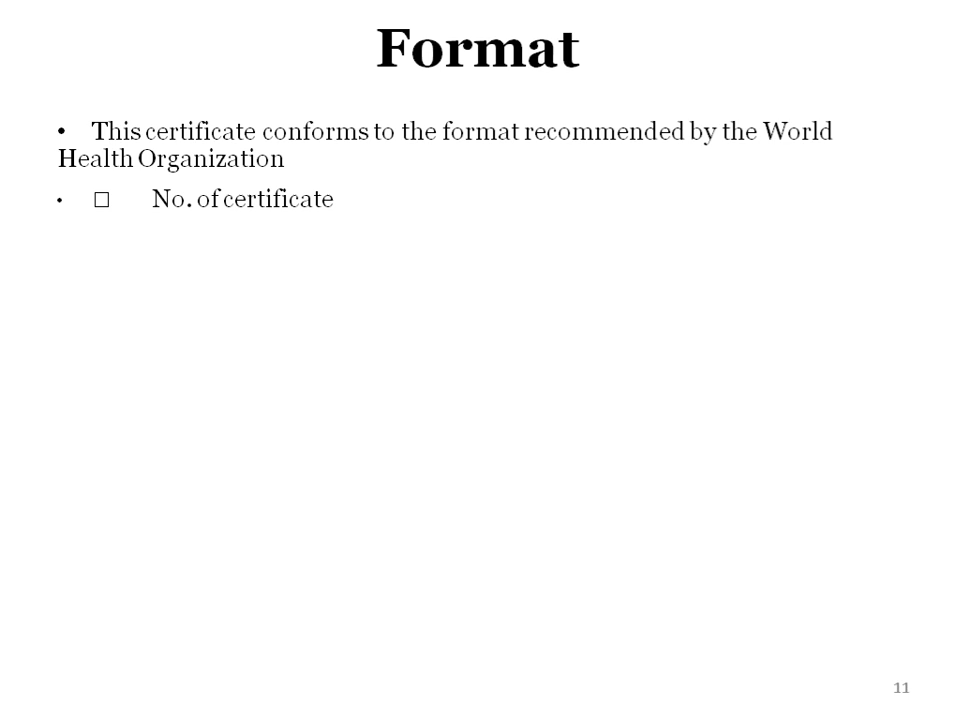 Format
• This certificate conforms to the format recommended by the World
Health Organization
• □ No. of certificate
11